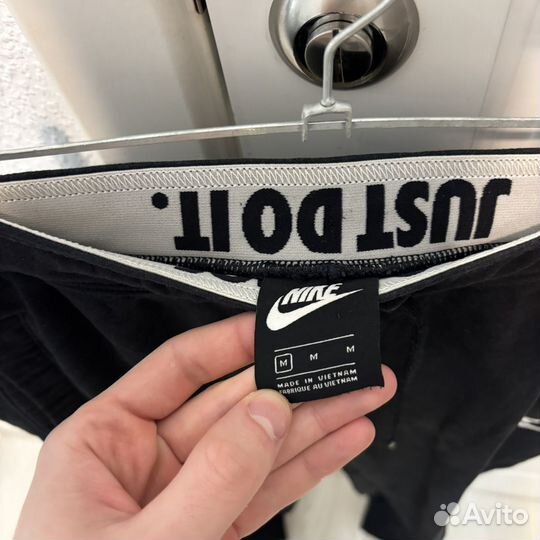 JUST DO IT.
NIKE
M M M
MADE IN VIETNAM
FABRIQUE AU VIETNAM
Avito